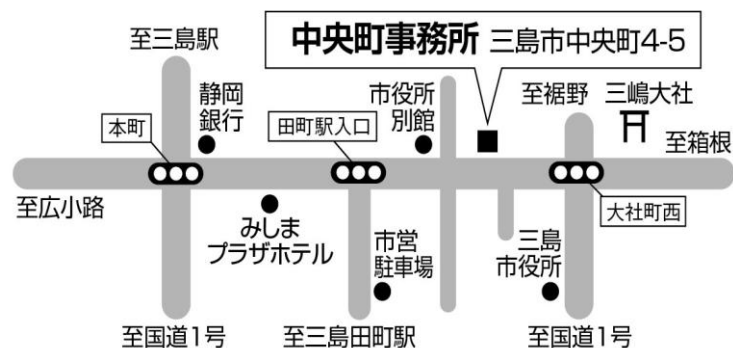 中央町事務所 三島市中央町4-5
至三島駅
静岡
銀行
本町
田町駅入口
市役所
別館
至裾野
三嶋大社
至箱根
至広小路
みしま
プラザホテル
市営
駐車場
三島
市役所
大社町西
至国道1号
至三島田町駅
至国道1号